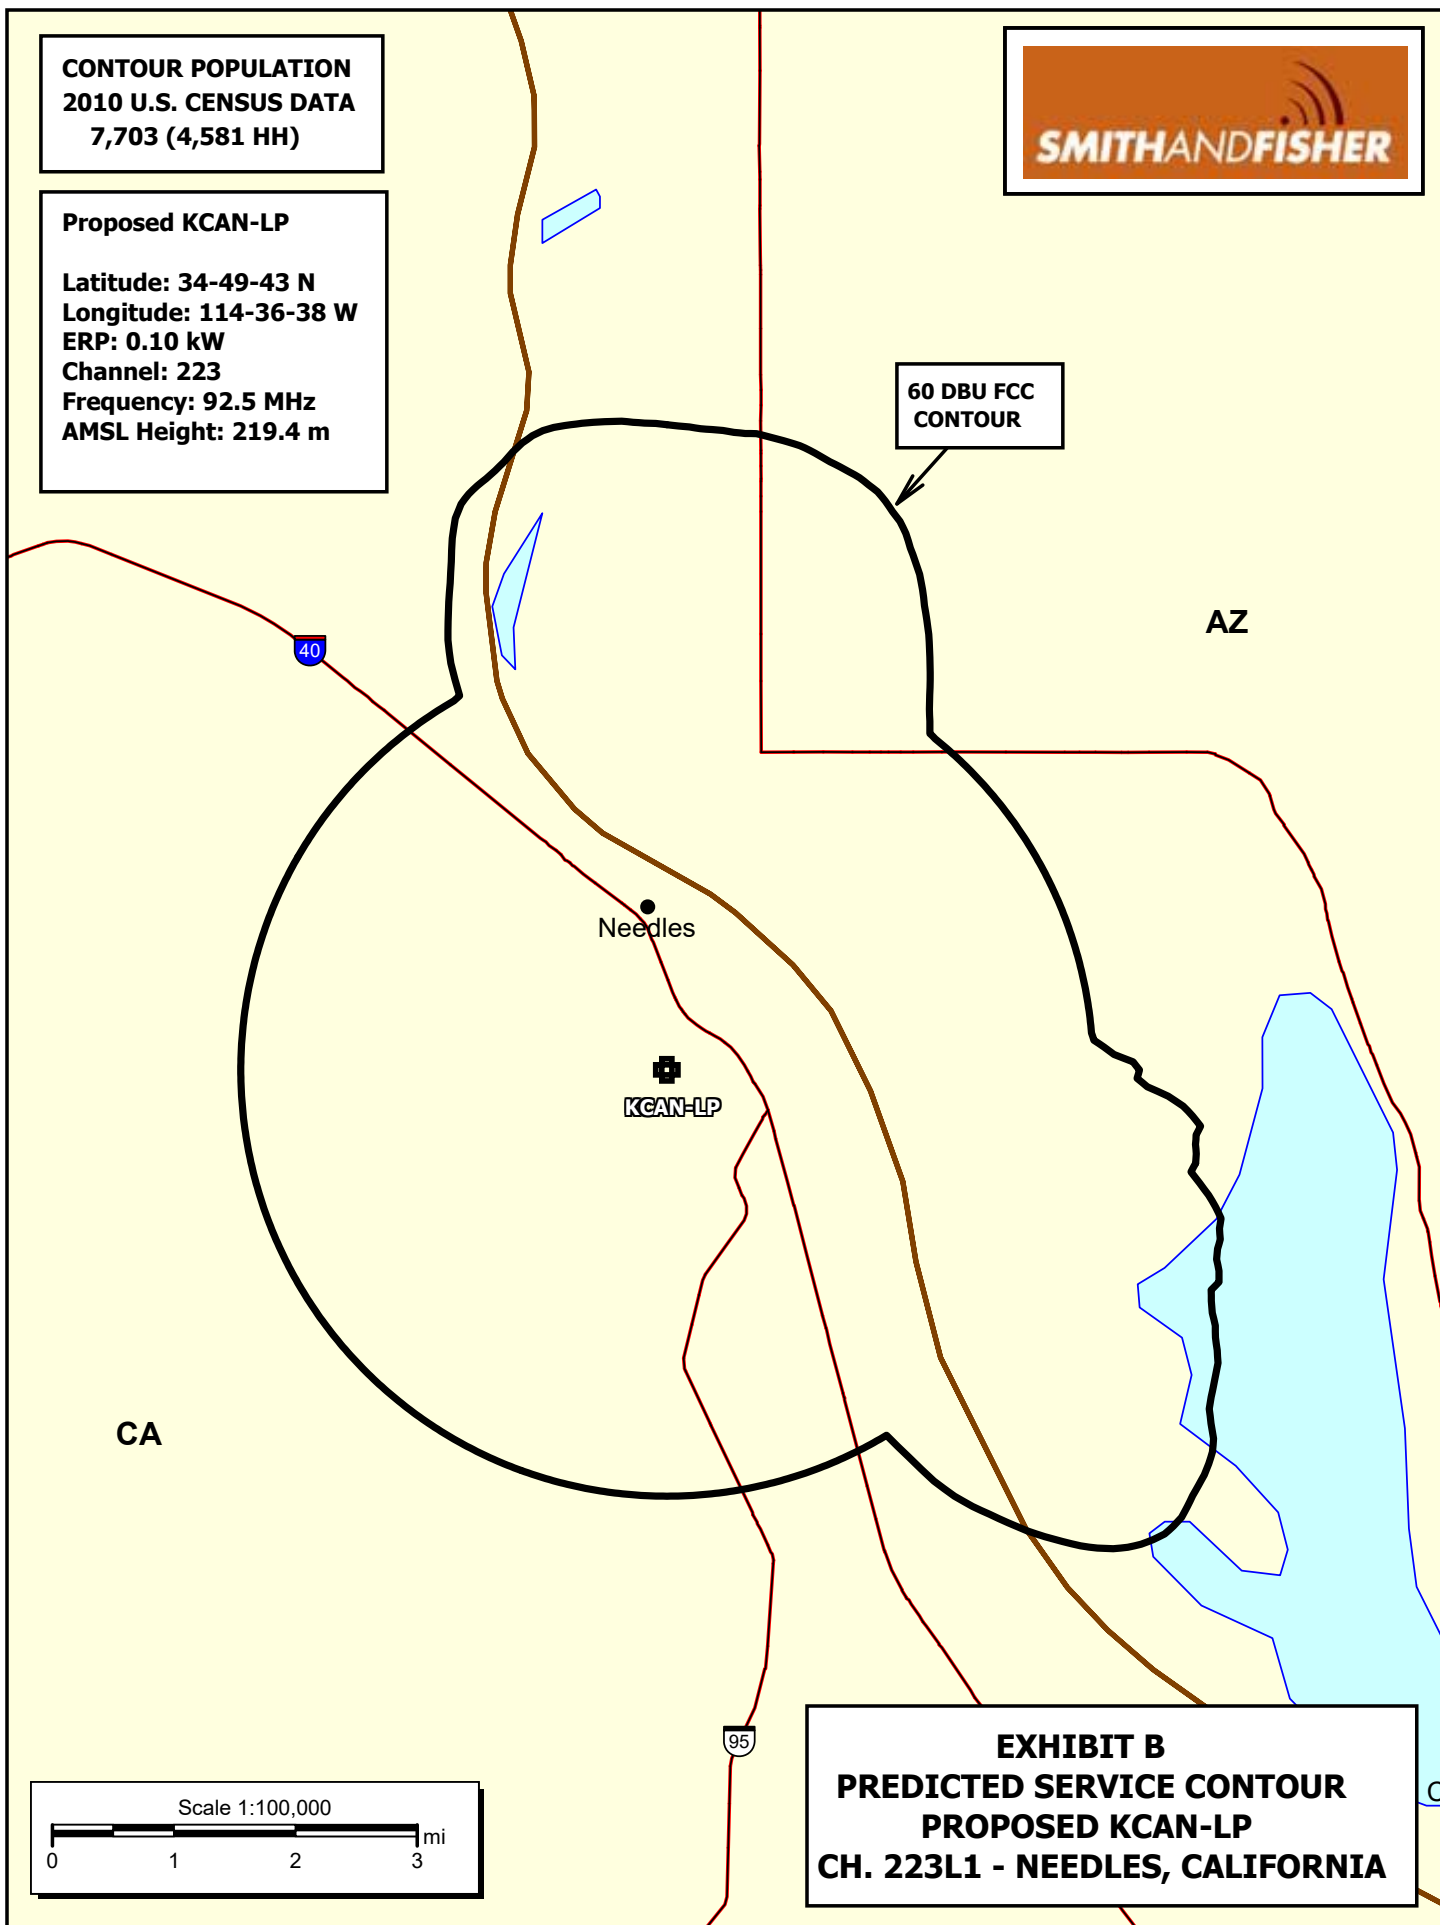 CONTOUR POPULATION
2010 U.S. CENSUS DATA
7,703 (4,581 HH)
SMITHANDFISHER
Proposed KCAN-LP
Latitude: 34-49-43 N
Longitude: 114-36-38 W
ERP: 0.10 kW
Channel: 223
Frequency: 92.5 MHz
AMSL Height: 219.4 m
60 DBU FCC
CONTOUR
AZ
40
Needles
KCAN-LP
CA
95
EXHIBIT B
PREDICTED SERVICE CONTOUR
PROPOSED KCAN-LP
CH. 223L1 - NEEDLES, CALIFORNIA
Scale 1:100,000
mi
0 1 2 3